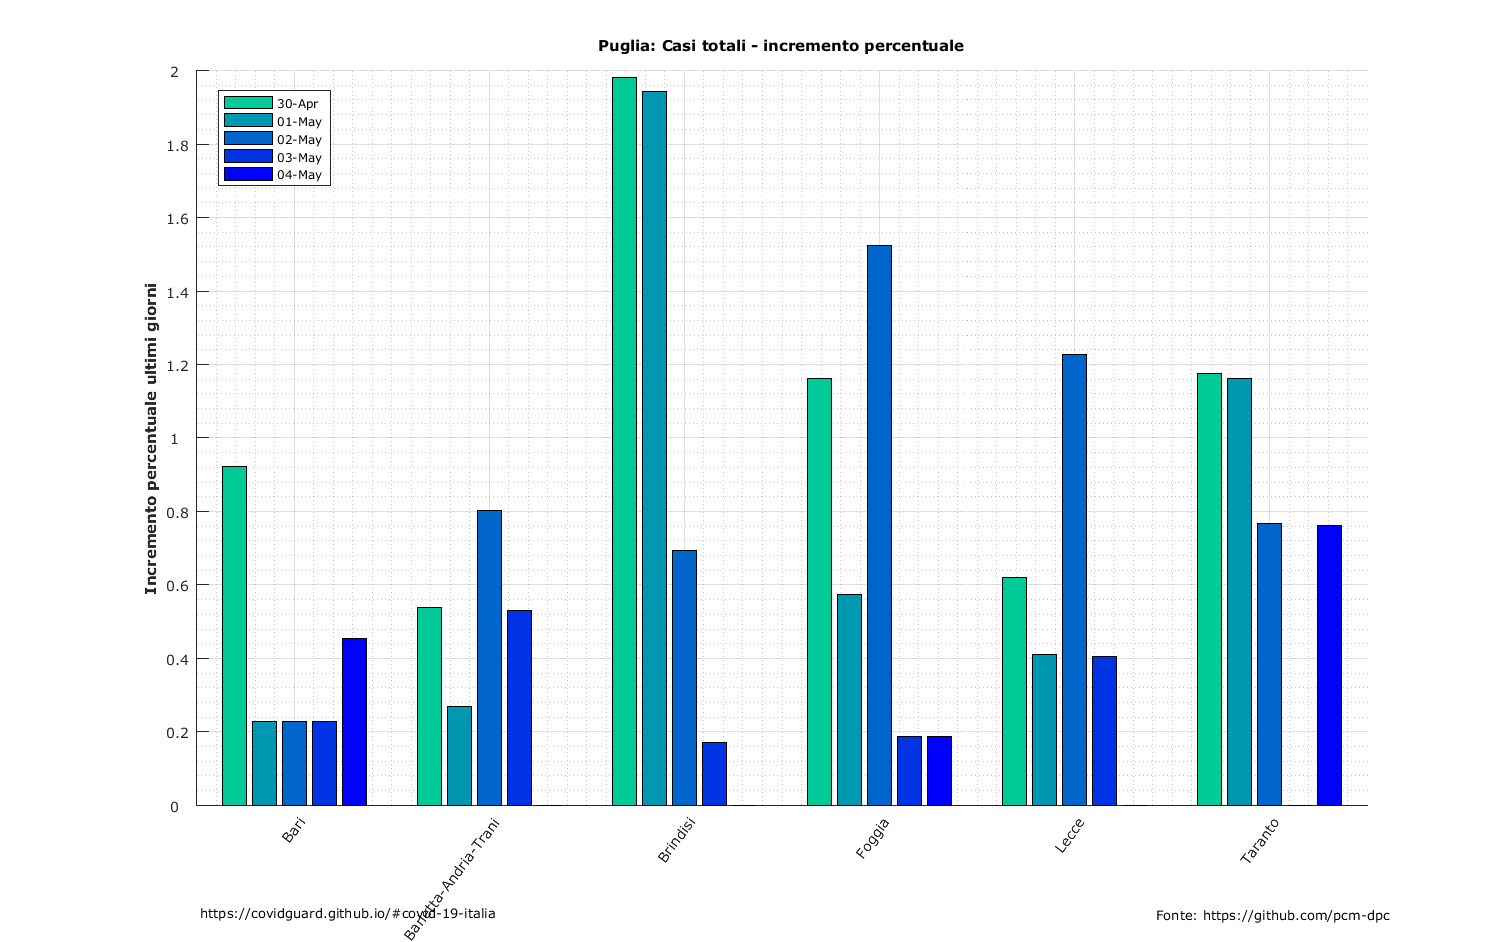 Puglia: Casi totali - incremento percentuale
Incremento percentuale ultimi giorni
2
1.8
1.6
1.4
1.2
1
0.8
0.6
0.4
0.2
0
30-Apr
01-May
02-May
03-May
04-May
Bari
Barletta-Andria-Trani
Brindisi
Foggia
Lecce
Taranto
https://covidguard.github.io/#covid-19-italia
Fonte: https://github.com/pcm-dpc